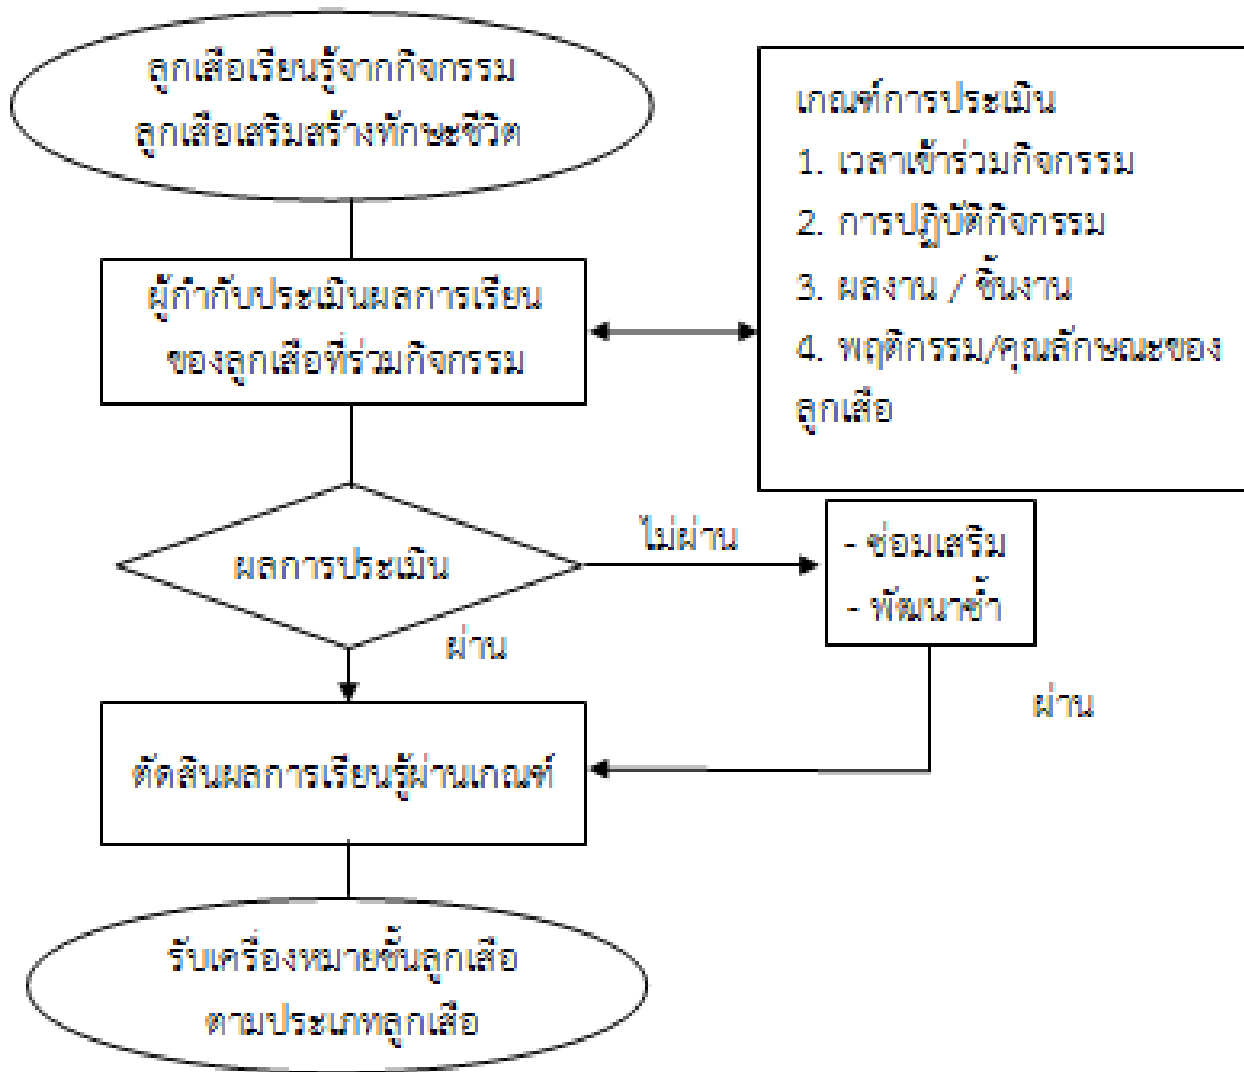 ลูกเสือเรียนรู้จากกิจกรรม
ลูกเสือเสริมสร้างทักษะชีวิต
เกณฑ์การประเมิน
1. เวลาเข้าร่วมกิจกรรม
2. การปฏิบัติกิจกรรม
3. ผลงาน / ชิ้นงาน
4. พฤติกรรม/คุณลักษณะของ
ลูกเสือ
ผู้กำกับประเมินผลการเรียน
ของลูกเสือที่ร่วมกิจกรรม
ผลการประเมิน
ไม่ผ่าน
- ซ่อมเสริม
- พัฒนาซ้ำ
ผ่าน
ผ่าน
ตัดสินผลการเรียนรู้ผ่านเกณฑ์
รับเครื่องหมายชั้นลูกเสือ
ตามประเภทลูกเสือ